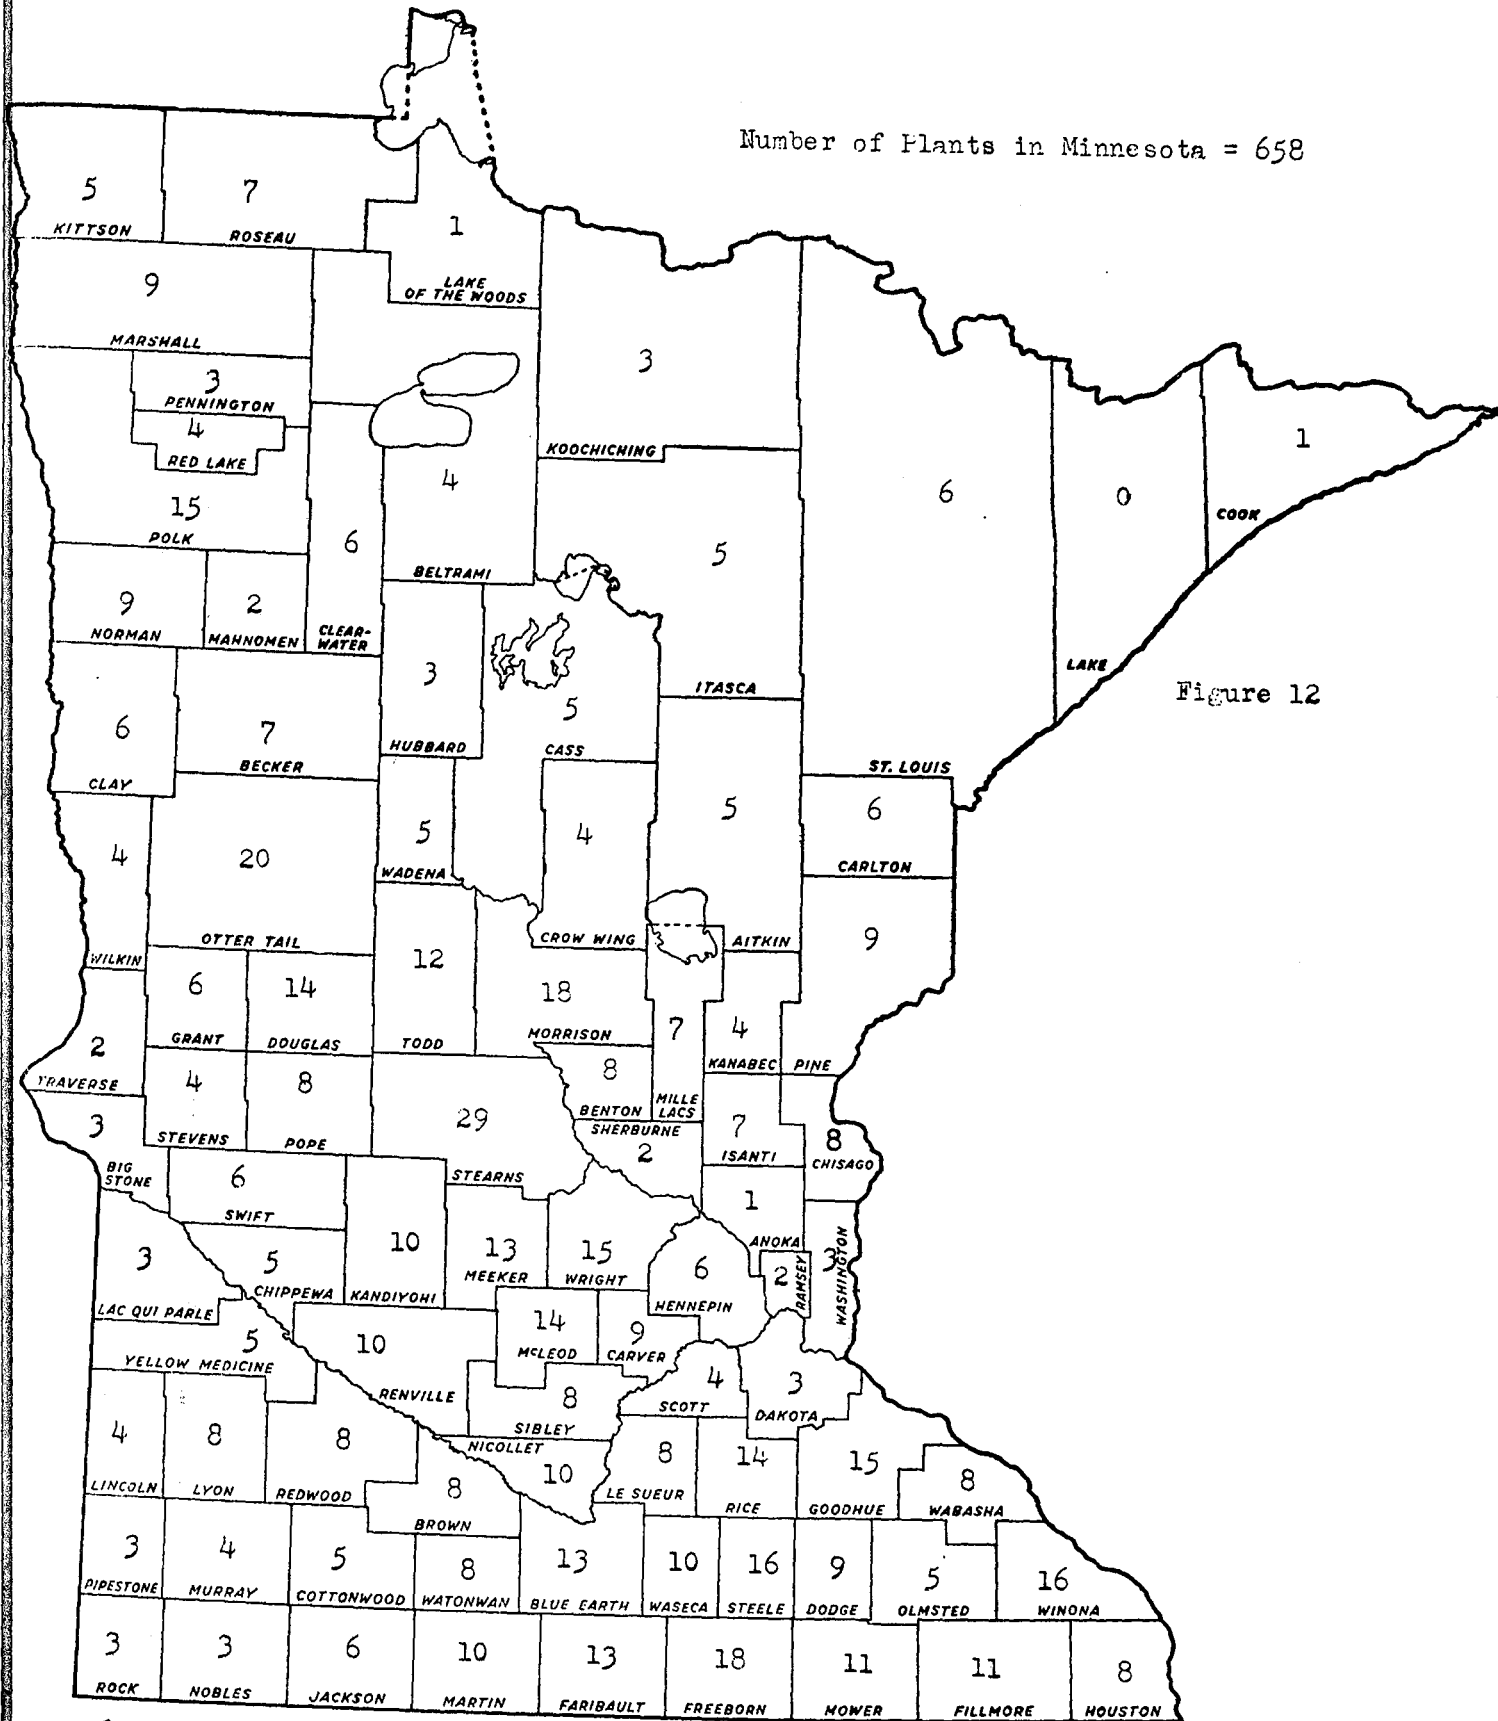 Number of Plants in Minnesota = 658
5
KITTSON
7
ROSEAU
1
LAKE
OF THE WOODS
9
MARSHALL
3
PENNINGTON
4
RED LAKE
15
POLK
3
KOOCHICHING
4
BELTRAMI
6
CLEAR-
WATER
9
NORMAN
2
MAHNOMEN
6
ST. LOUIS
0
LAKE
1
COOK
5
ITASCA
Figure 12
6
CLAY
7
BECKER
3
HUBBARD
5
CASS
4
WILKIN
20
OTTER TAIL
5
WADENA
4
CROW WING
5
AITKIN
6
CARLTON
9
PINE
6
GRANT
14
DOUGLAS
12
TODD
18
MORRISON
7
MILLE
LACS
4
KANABEC
2
TRAVERSE
4
STEVENS
8
POPE
29
STEARNS
8
BENTON
SHERBURNE
2
7
ISANTI
8
CHISAGO
3
BIG
STONE
6
SWIFT
10
KANDIYOHI
13
MEEKER
15
WRIGHT
1
ANOKA
6
HENNEPIN
2
RAMSEY
3
WASHINGTON
3
LAC QUI PARLE
5
CHIPPEWA
5
YELLOW MEDICINE
10
RENVILLE
14
McLEOD
9
CARVER
4
SCOTT
3
DAKOTA
8
SIBLEY
NICOLLET
10
4
LINCOLN
8
LYON
8
REDWOOD
8
BROWN
8
LE SUEUR
14
RICE
15
GOODHUE
8
WABASHA
3
PIPESTONE
4
MURRAY
5
COTTONWOOD
8
WATONWAN
13
BLUE EARTH
10
WASECA
16
STEELE
9
DODGE
5
OLMSTED
16
WINONA
3
ROCK
3
NOBLES
6
JACKSON
10
MARTIN
13
FARIBAULT
18
FREEBORN
11
MOWER
11
FILLMORE
8
HOUSTON